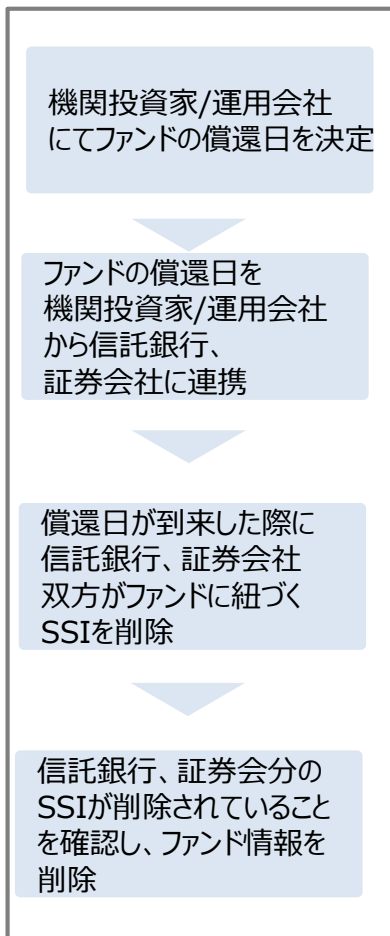 機関投資家/運用会社
にてファンドの償還日を決定
ファンドの償還日を
機関投資家/運用会社
から信託銀行、
証券会社に連携
償還日が到来した際に
信託銀行、証券会社
双方がファンドに紐づく
SSIを削除
信託銀行、証券会分の
SSIが削除されていること
を確認し、ファンド情報を
削除